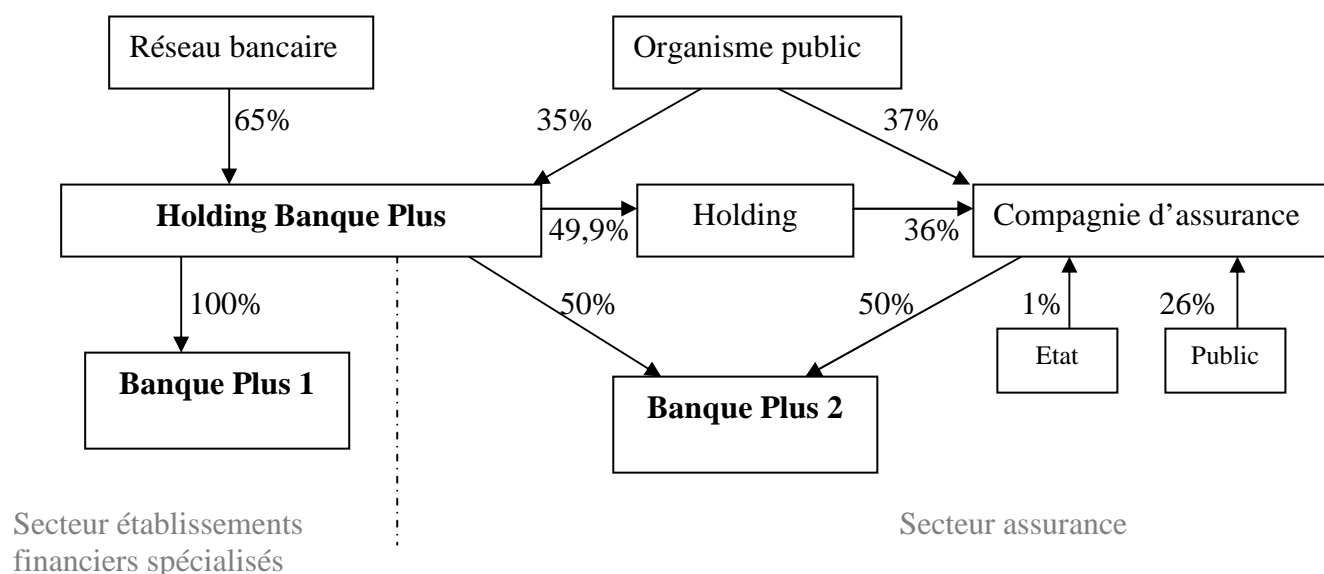 Réseau bancaire
Organisme public
65%
35%
37%
Holding Banque Plus
49,9%
Holding
36%
Compagnie d’assurance
100%
50%
50%
1%
26%
Banque Plus 1
Banque Plus 2
Etat
Public
Secteur établissements
financiers spécialisés
Secteur assurance